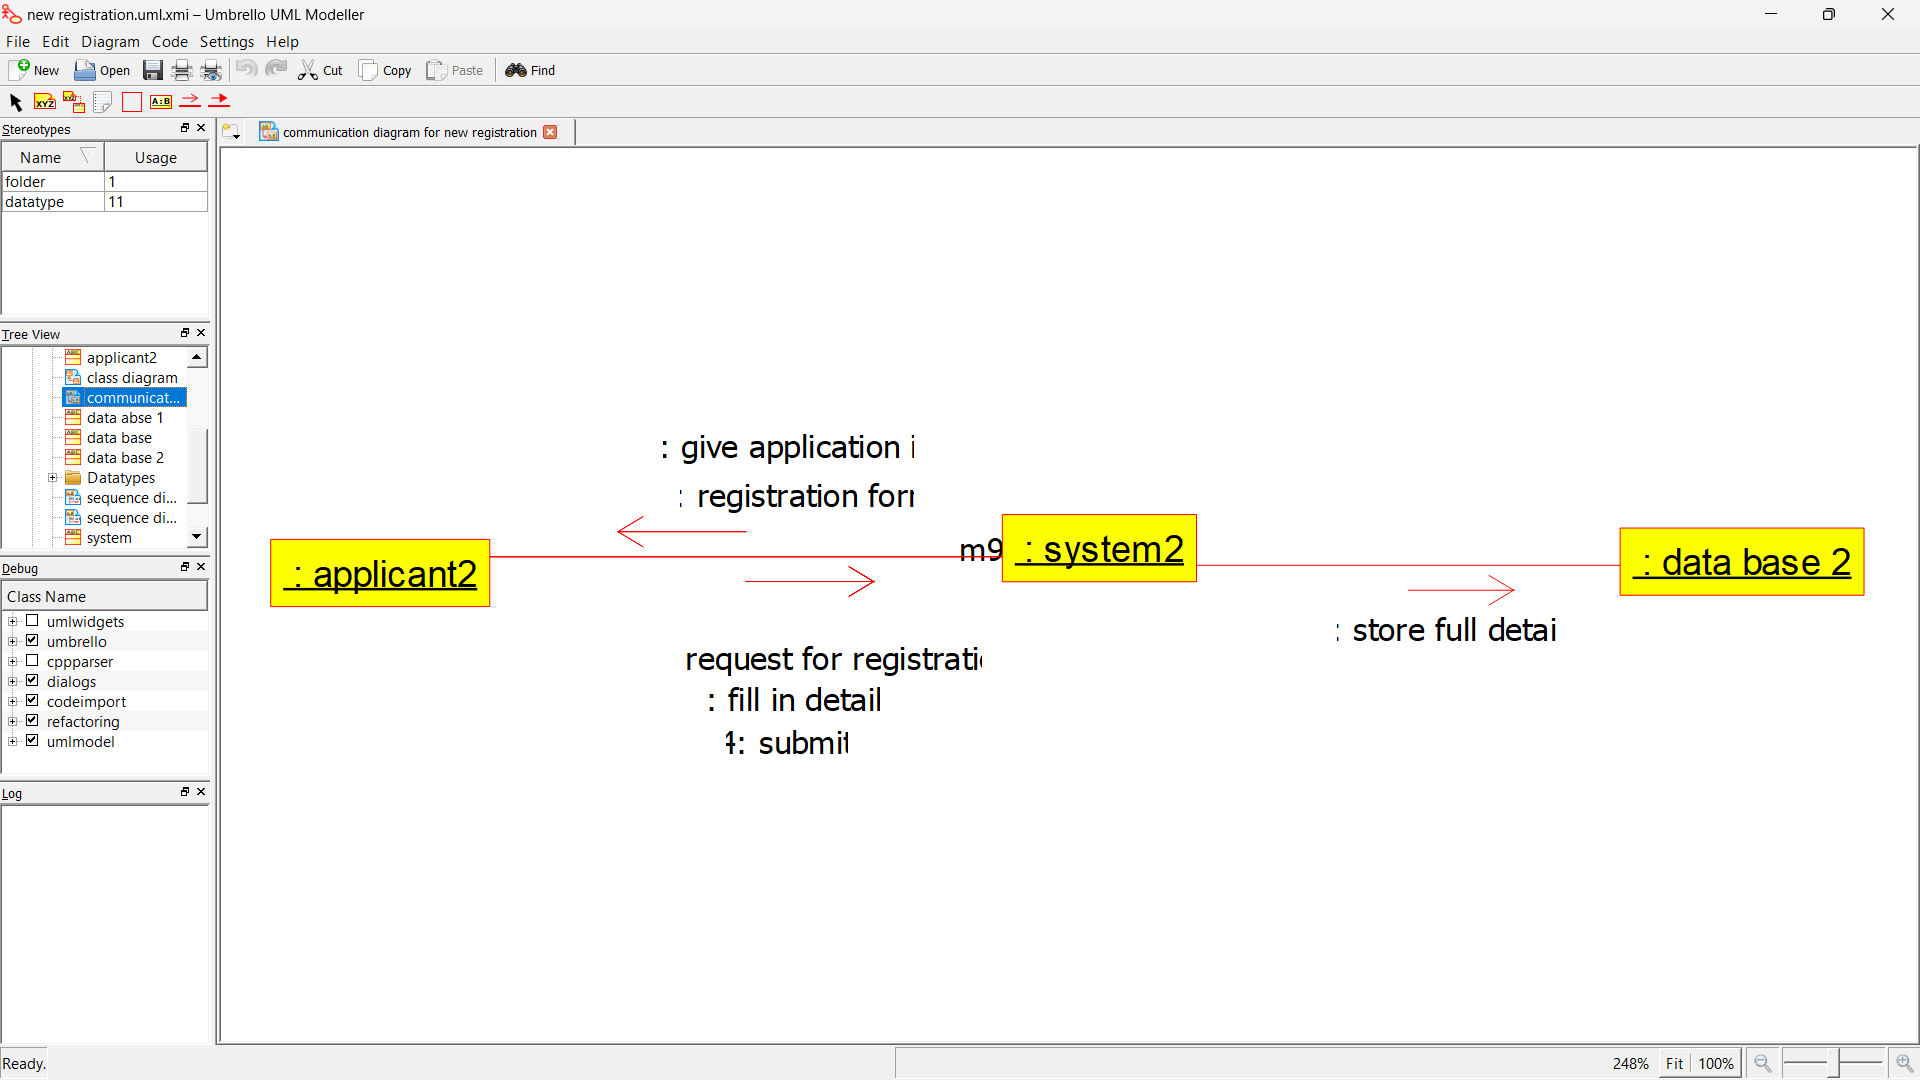 new registration.uml.xmi – Umbrello UML Modeller
File Edit Diagram Code Settings Help
New Open Cut Copy Paste Find
XYZ A:B
Stereotypes
Name Usage
folder 1
datatype 11
Tree View
applicant2
class diagram
communicat...
data abse 1
data base
data base 2
Datatypes
sequence di...
sequence di...
system
Debug
Class Name
umlwidgets
umbrello
cppparser
dialogs
codeimport
refactoring
umlmodel
Log
communication diagram for new registration
: give application i
: registration forr
: applicant2
m9
: system2
: data base 2
: store full detai
request for registrati
: fill in detail
4: submit
Ready.
248% Fit 100%